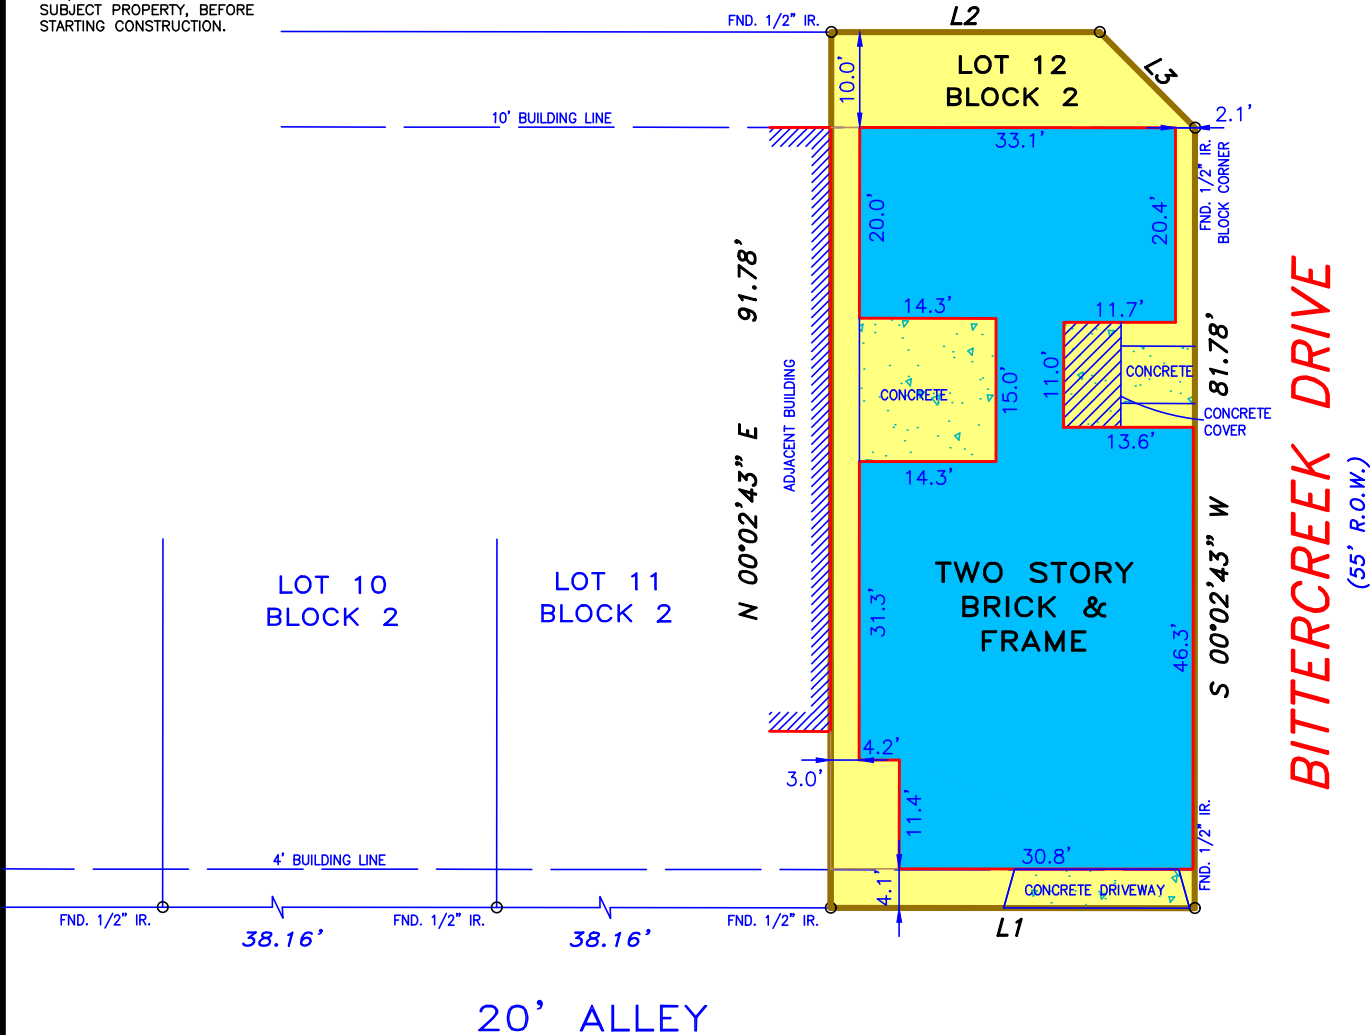 SUBJECT PROPERTY, BEFORE
STARTING CONSTRUCTION.
FND. 1/2" IR.
L2
L3
10.0'
LOT 12
BLOCK 2
2.1'
10' BUILDING LINE
33.1'
FND. 1/2" IR.
BLOCK CORNER
20.0'
20.4'
N 00°02'43" E 91.78'
ADJACENT BUILDING
14.3'
11.7'
CONCRETE
15.0'
11.0'
CONCRETE
CONCRETE
COVER
14.3'
13.6'
S 00°02'43" W 81.78'
BITTERCREEK DRIVE
(55' R.O.W.)
LOT 10
BLOCK 2
LOT 11
BLOCK 2
TWO STORY
BRICK &
FRAME
31.3'
46.3'
4.2'
3.0'
11.4'
4' BUILDING LINE
30.8'
4.1'
CONCRETE DRIVEWAY
FND. 1/2" IR.
FND. 1/2" IR.
FND. 1/2" IR.
FND. 1/2" IR.
38.16'
38.16'
L1
20' ALLEY